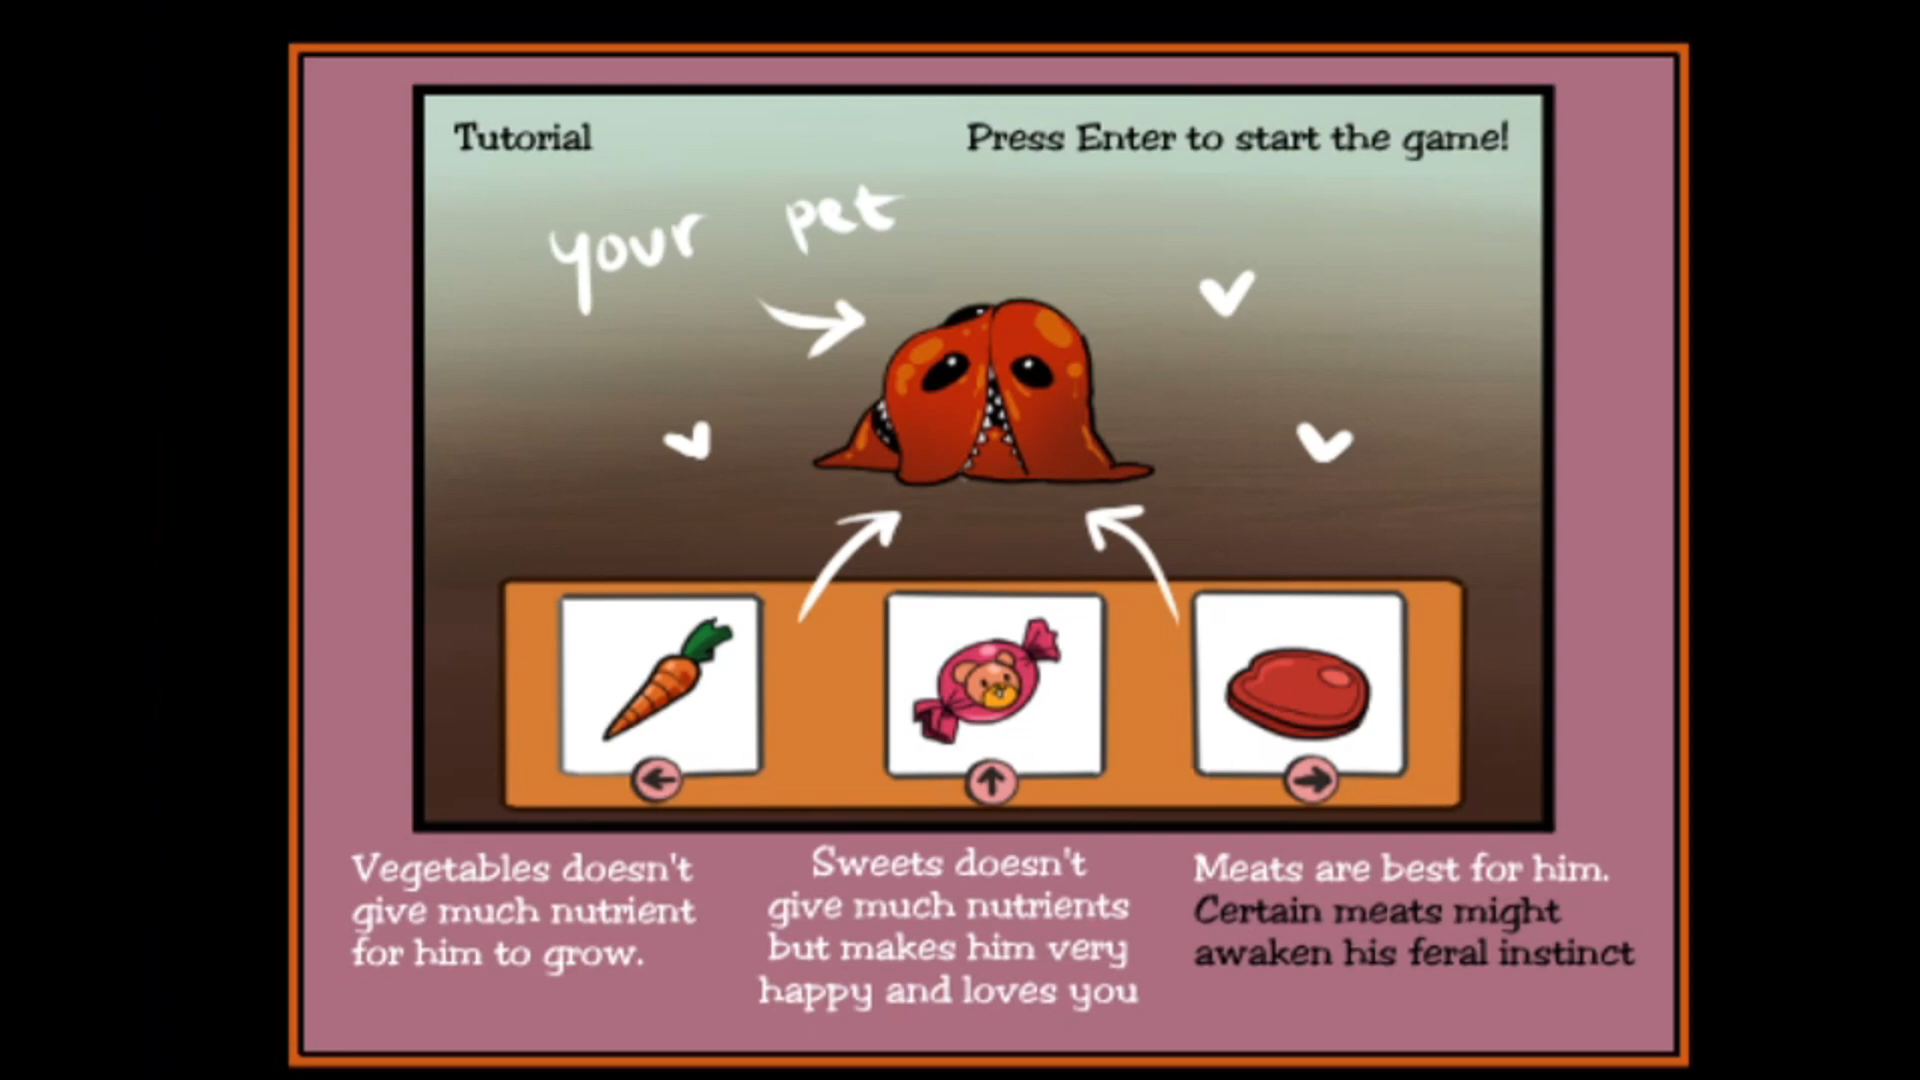 Tutorial
Press Enter to start the game!
your pet
Vegetables doesn't
give much nutrient
for him to grow.
Sweets doesn't
give much nutrients
but makes him very
happy and loves you
Meats are best for him.
Certain meats might
awaken his feral instinct